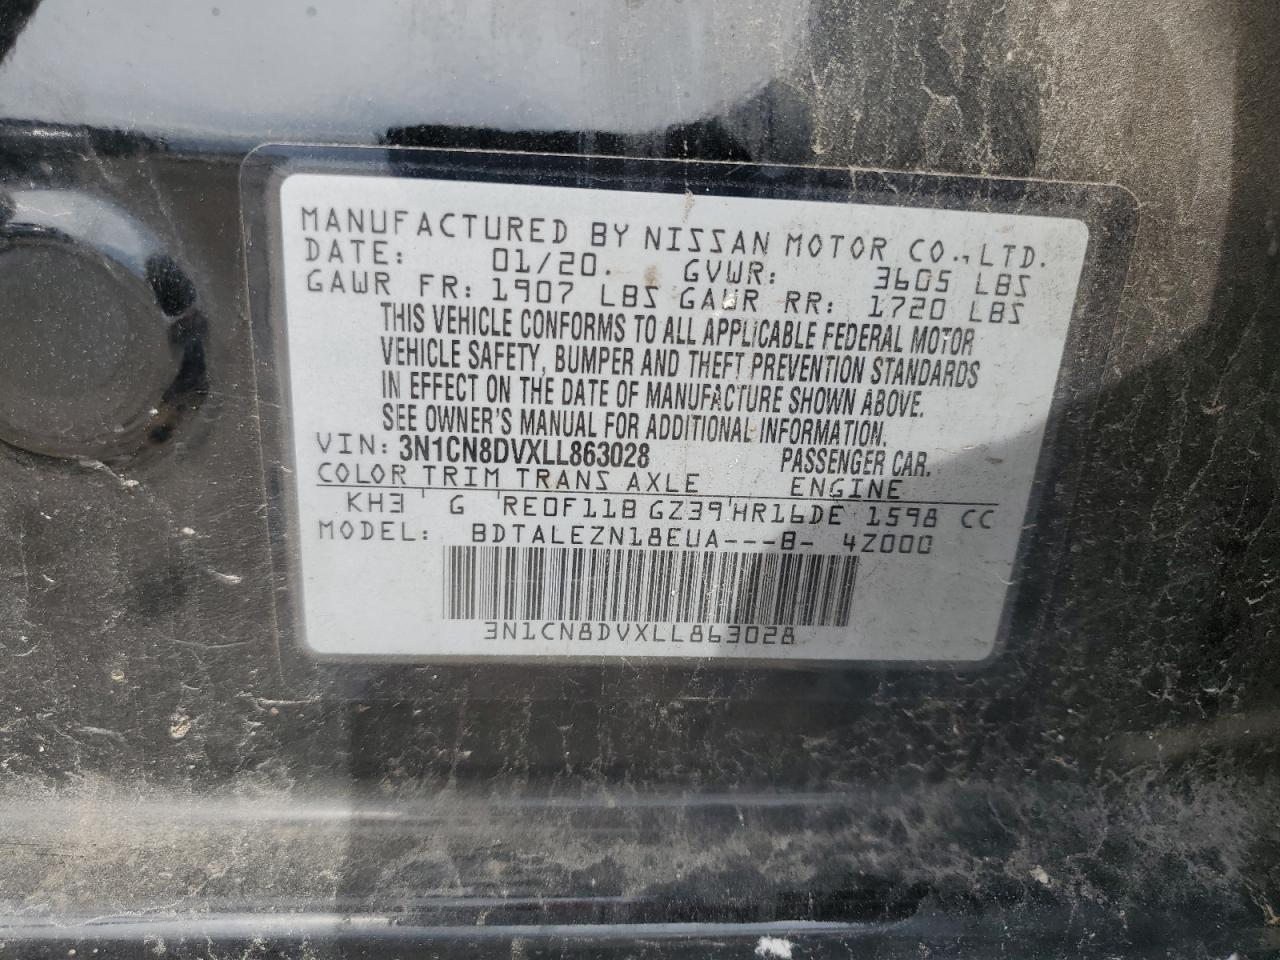 MANUFACTURED BY NISSAN MOTOR CO., LTD.
DATE: 01/20. GVWR: 3605 LBS
GAWR FR: 1907 LBS GAWR RR: 1720 LBS
THIS VEHICLE CONFORMS TO ALL APPLICABLE FEDERAL MOTOR
VEHICLE SAFETY, BUMPER AND THEFT PREVENTION STANDARDS
IN EFFECT ON THE DATE OF MANUFACTURE SHOWN ABOVE.
SEE OWNER'S MANUAL FOR ADDITIONAL INFORMATION.
VIN: 3N1CN8DVXLL863028 PASSENGER CAR.
COLOR TRIM TRANS AXLE ENGINE
KH3 ' G ' RE0F11B GZ39 ' HR16DE 1598 CC
MODEL: BDTALEZN18EUA---B- 4Z000
3N1CN8DVXLL863028